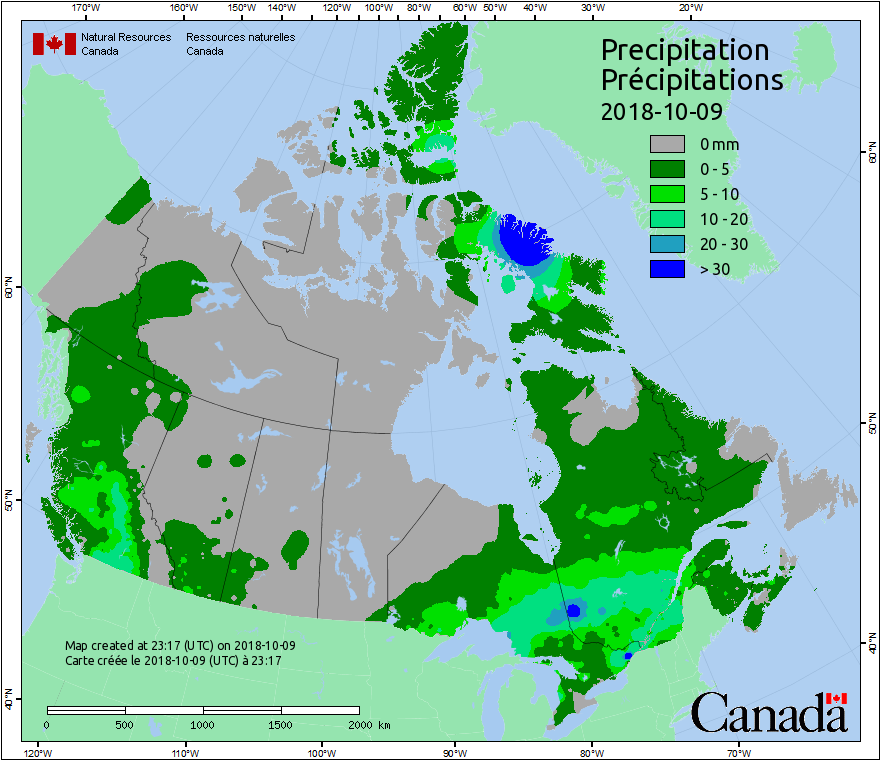 170°W 160°W 150°W 140°W 120°W 100°W 80°W 60°W 50°W 40°W 30°W 20°W
Natural Resources Ressources naturelles
Canada Canada
Precipitation
Précipitations
2018-10-09
0 mm
0 - 5
5 - 10
10 - 20
20 - 30
> 30
60°N 60°N
50°N 50°N
40°N 40°N
Map created at 23:17 (UTC) on 2018-10-09
Carte créée le 2018-10-09 (UTC) à 23:17
0 500 1000 1500 2000 km
Canada
120°W 110°W 100°W 90°W 80°W 70°W